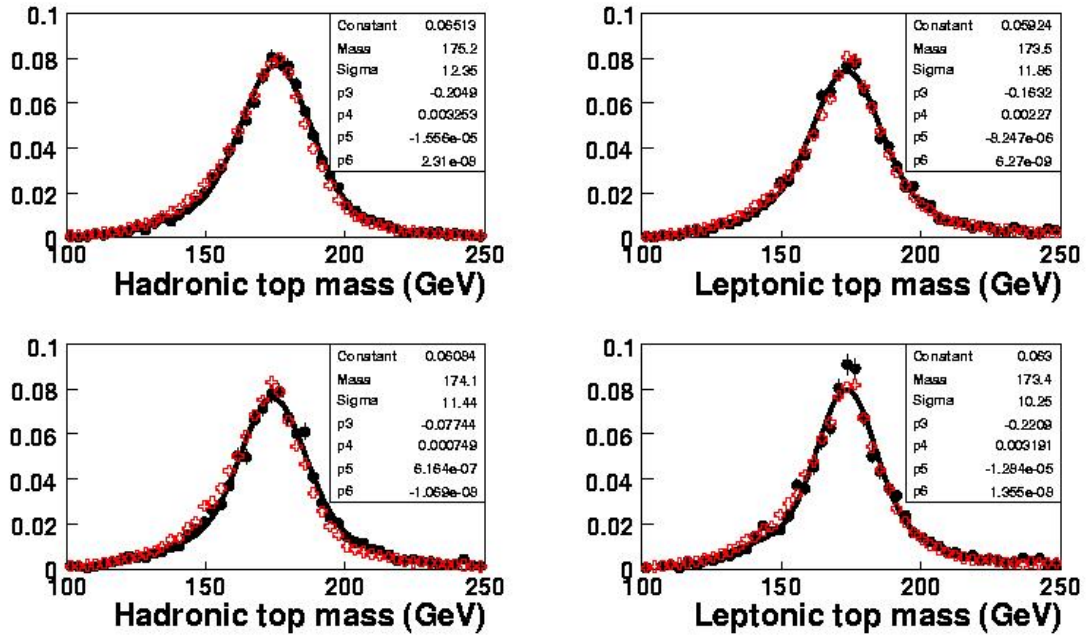 0.1
0.08
0.06
0.04
0.02
0
100 150 200 250
Hadronic top mass (GeV)
Constant 0.06513
Mass 175.2
Sigma 12.35
p3 -0.2049
p4 0.003253
p5 -1.556e-05
p6 2.31e-08
0.1
0.08
0.06
0.04
0.02
0
100 150 200 250
Leptonic top mass (GeV)
Constant 0.05924
Mass 173.5
Sigma 11.85
p3 -0.1632
p4 0.00227
p5 -8.247e-06
p6 6.27e-09
0.1
0.08
0.06
0.04
0.02
0
100 150 200 250
Hadronic top mass (GeV)
Constant 0.06084
Mass 174.1
Sigma 11.44
p3 -0.07744
p4 0.000749
p5 6.164e-07
p6 -1.069e-08
0.1
0.08
0.06
0.04
0.02
0
100 150 200 250
Leptonic top mass (GeV)
Constant 0.063
Mass 173.4
Sigma 10.25
p3 -0.2209
p4 0.003191
p5 -1.284e-05
p6 1.355e-08